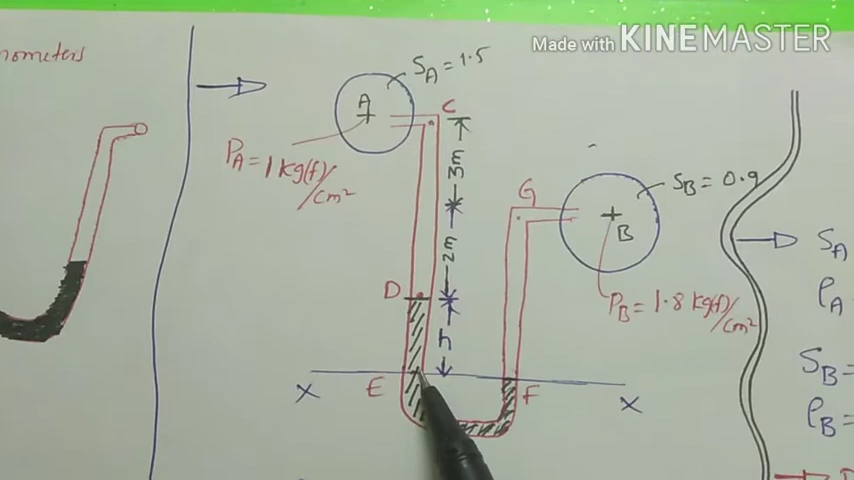 Made with KINEMASTER
nometers
S_A = 1.5
A
C
P_A = 1 kg(f)/cm²
3m
G
S_B = 0.9
B
2m
D
P_B = 1.8 kg(f)/cm²
h
E
F
X
X
S_A
ρ_A
S_B =
ρ_B =